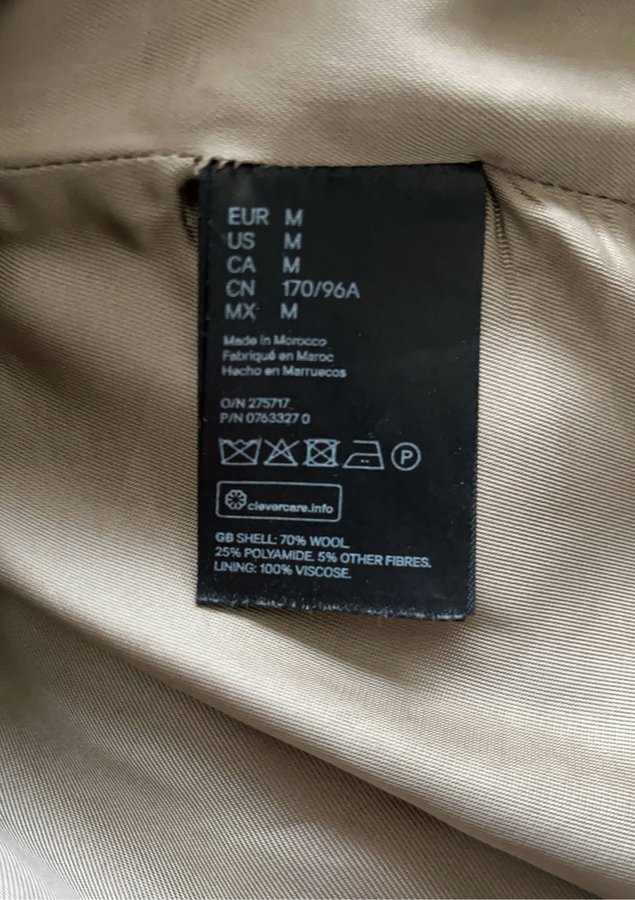 EUR M
US M
CA M
CN 170/96A
MX M
Made in Morocco
Fabriqué en Maroc
Hecho en Marruecos
O/N 275717
P/N 0763327 0
P
clevercare.info
GB SHELL: 70% WOOL.
25% POLYAMIDE. 5% OTHER FIBRES.
LINING: 100% VISCOSE.